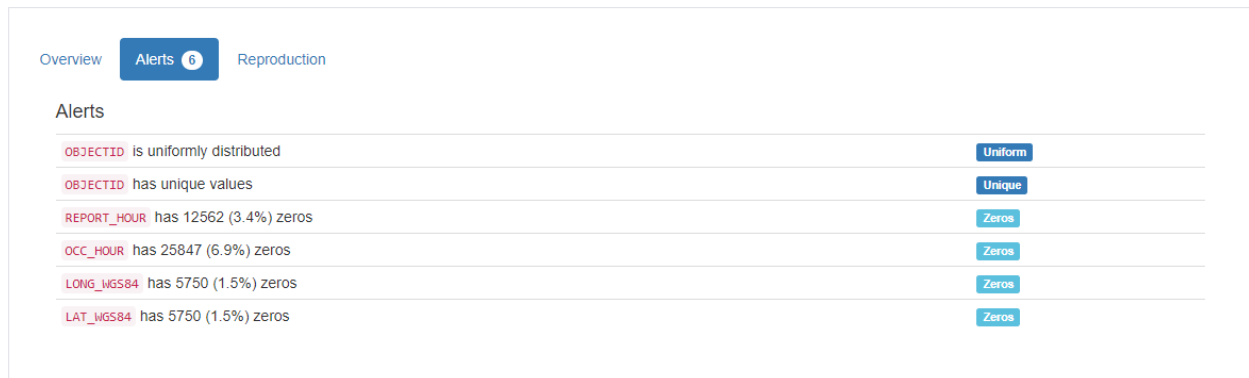 Overview Alerts 6 Reproduction
Alerts
OBJECTID is uniformly distributed Uniform
OBJECTID has unique values Unique
REPORT_HOUR has 12562 (3.4%) zeros Zeros
OCC_HOUR has 25847 (6.9%) zeros Zeros
LONG_WGS84 has 5750 (1.5%) zeros Zeros
LAT_WGS84 has 5750 (1.5%) zeros Zeros